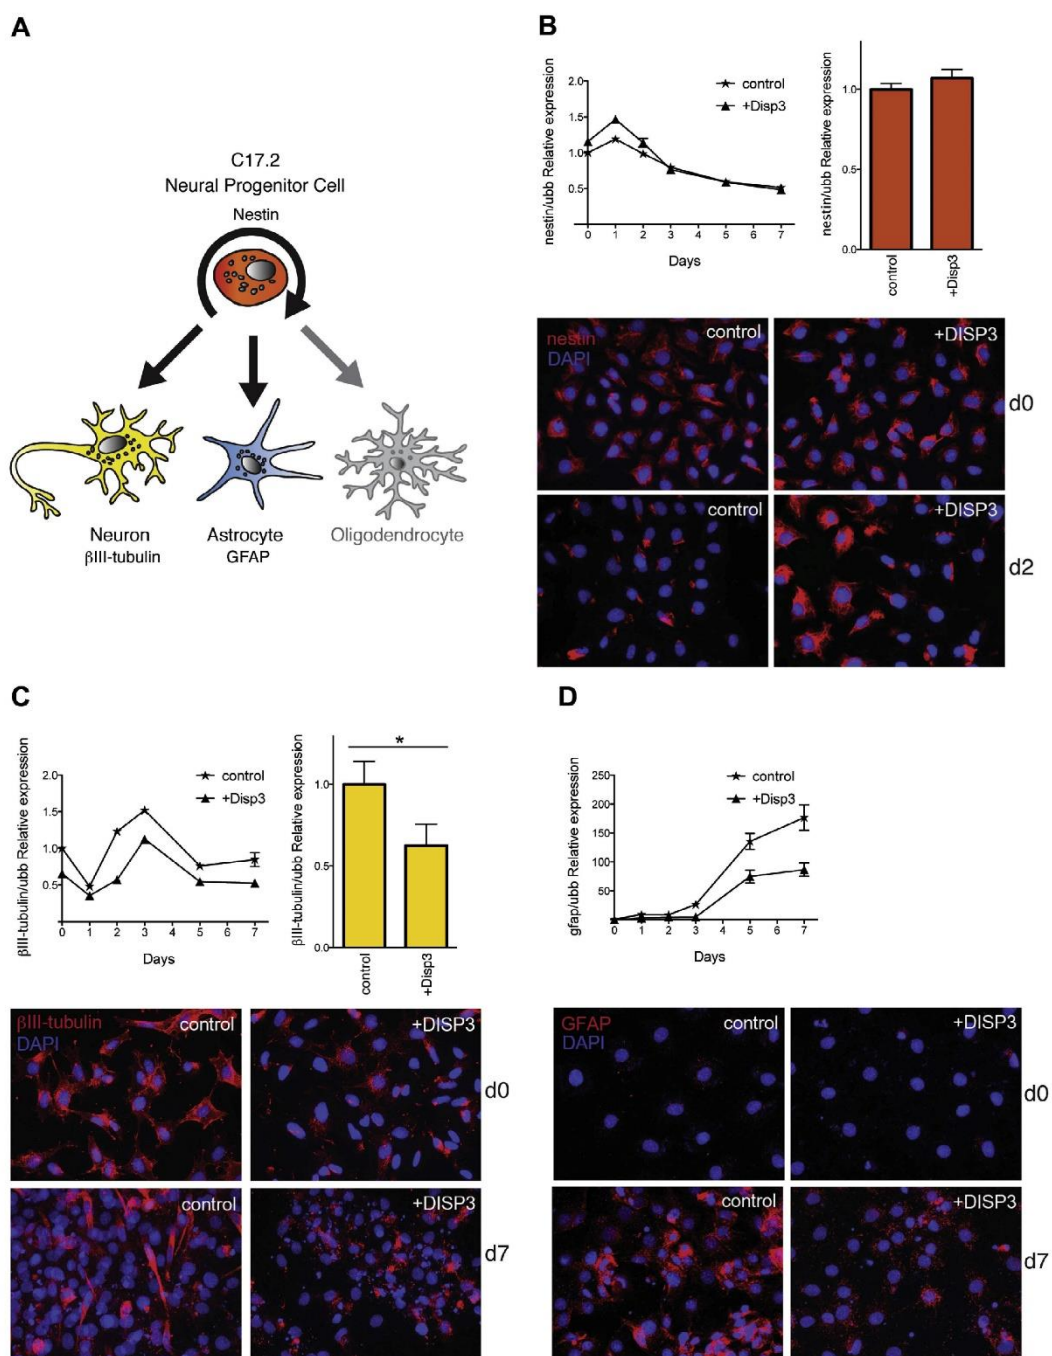 A
C17.2
Neural Progenitor Cell
Nestin
Neuron
βIII-tubulin
Astrocyte
GFAP
Oligodendrocyte
B
nestin/ubb Relative expression
2.0
1.5
1.0
0.5
0 1 2 3 4 5 6 7
Days
control
+Disp3
nestin/ubb Relative expression
1.0
0.5
0.0
control
+Disp3
nestin
DAPI
control
+DISP3
d0
control
+DISP3
d2
C
βIII-tubulin/ubb Relative expression
2.0
1.5
1.0
0.5
0 1 2 3 4 5 6 7
Days
control
+Disp3
βIII-tubulin/ubb Relative expression
*
1.0
0.5
0.0
control
+Disp3
βIII-tubulin
DAPI
control
+DISP3
d0
control
+DISP3
d7
D
gfap/ubb Relative expression
250
200
150
100
50
0 1 2 3 4 5 6 7
Days
control
+Disp3
GFAP
DAPI
control
+DISP3
d0
control
+DISP3
d7